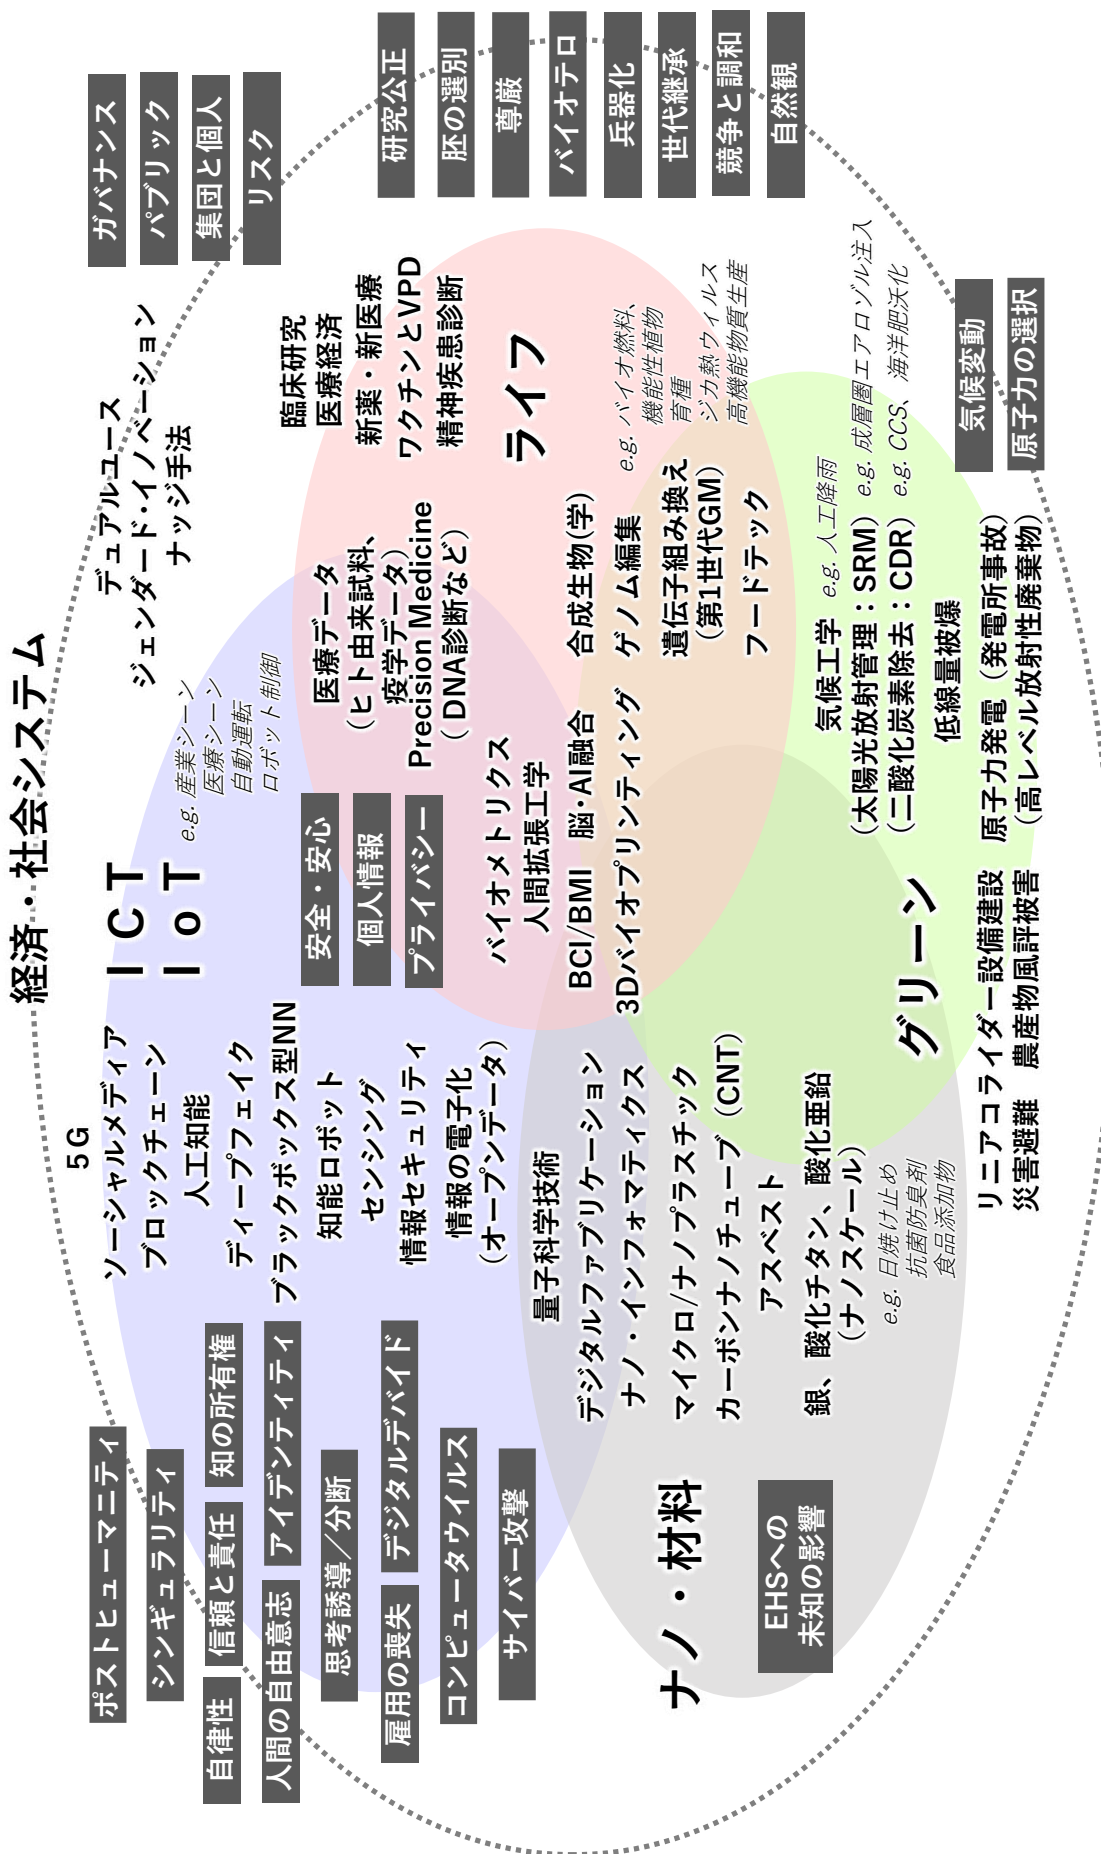 経済・社会システム
ポストヒューマニティ
シンギュラリティ
自律性
信頼と責任
知の所有権
人間の自由意志
アイデンティティ
思考誘導／分断
雇用の喪失
デジタルデバイド
コンピュータウイルス
サイバー攻撃
5G
ソーシャルメディア
ブロックチェーン
人工知能
ディープフェイク
ブラックボックス型NN
知能ロボット
センシング
情報セキュリティ
情報の電子化
（オープンデータ）
ICT
IoT
e.g. 産業シーン
医療シーン
自動運転
ロボット制御
安全・安心
個人情報
プライバシー
デュアルユース
ジェンダード・イノベーション
ナッジ手法
ガバナンス
パブリック
集団と個人
リスク
医療データ
（ヒト由来試料、
疫学データ）
Precision Medicine
（DNA診断など）
臨床研究
医療経済
新薬・新医療
ワクチンとVPD
精神疾患診断
ライフ
研究公正
胚の選別
尊厳
バイオテロ
兵器化
世代継承
競争と調和
自然観
バイオメトリクス
人間拡張工学
BCI/BMI　脳・AI融合　合成生物(学)
3Dバイオプリンティング　ゲノム編集
e.g. バイオ燃料、
機能性植物
育種
ジカ熱ウィルス
高機能物質生産
遺伝子組み換え
（第1世代GM）
フードテック
量子科学技術
デジタルファブリケーション
ナノ・インフォマティクス
マイクロ/ナノプラスチック
カーボンナノチューブ（CNT）
アスベスト
銀、酸化チタン、酸化亜鉛
（ナノスケール）
e.g. 日焼け止め
抗菌防臭剤
食品添加物
ナノ・材料
EHSへの
未知の影響
グリーン
気候工学 e.g. 人工降雨
（太陽光放射管理：SRM）e.g. 成層圏エアロゾル注入
（二酸化炭素除去：CDR）e.g. CCS、海洋肥沃化
低線量被爆
リニアコライダー設備建設　原子力発電（発電所事故）
災害避難　農産物風評被害　（高レベル放射性廃棄物）
気候変動
原子力の選択